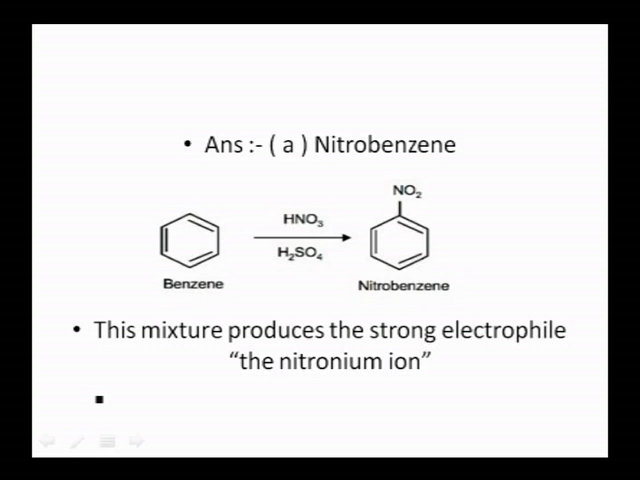 • Ans :- ( a ) Nitrobenzene
NO₂
HNO₃
H₂SO₄
Benzene
Nitrobenzene
• This mixture produces the strong electrophile
“the nitronium ion”